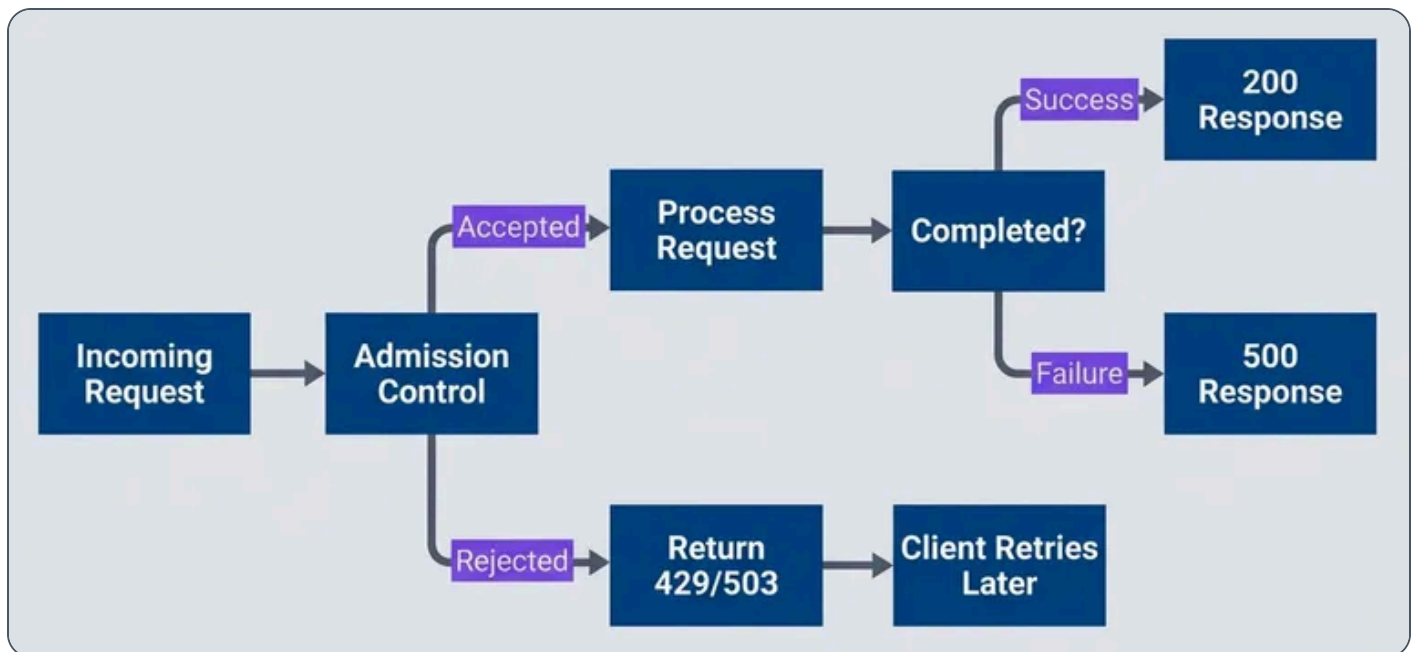 Incoming
Request
Admission
Control
Accepted
Process
Request
Completed?
Success
200
Response
Failure
500
Response
Rejected
Return
429/503
Client Retries
Later